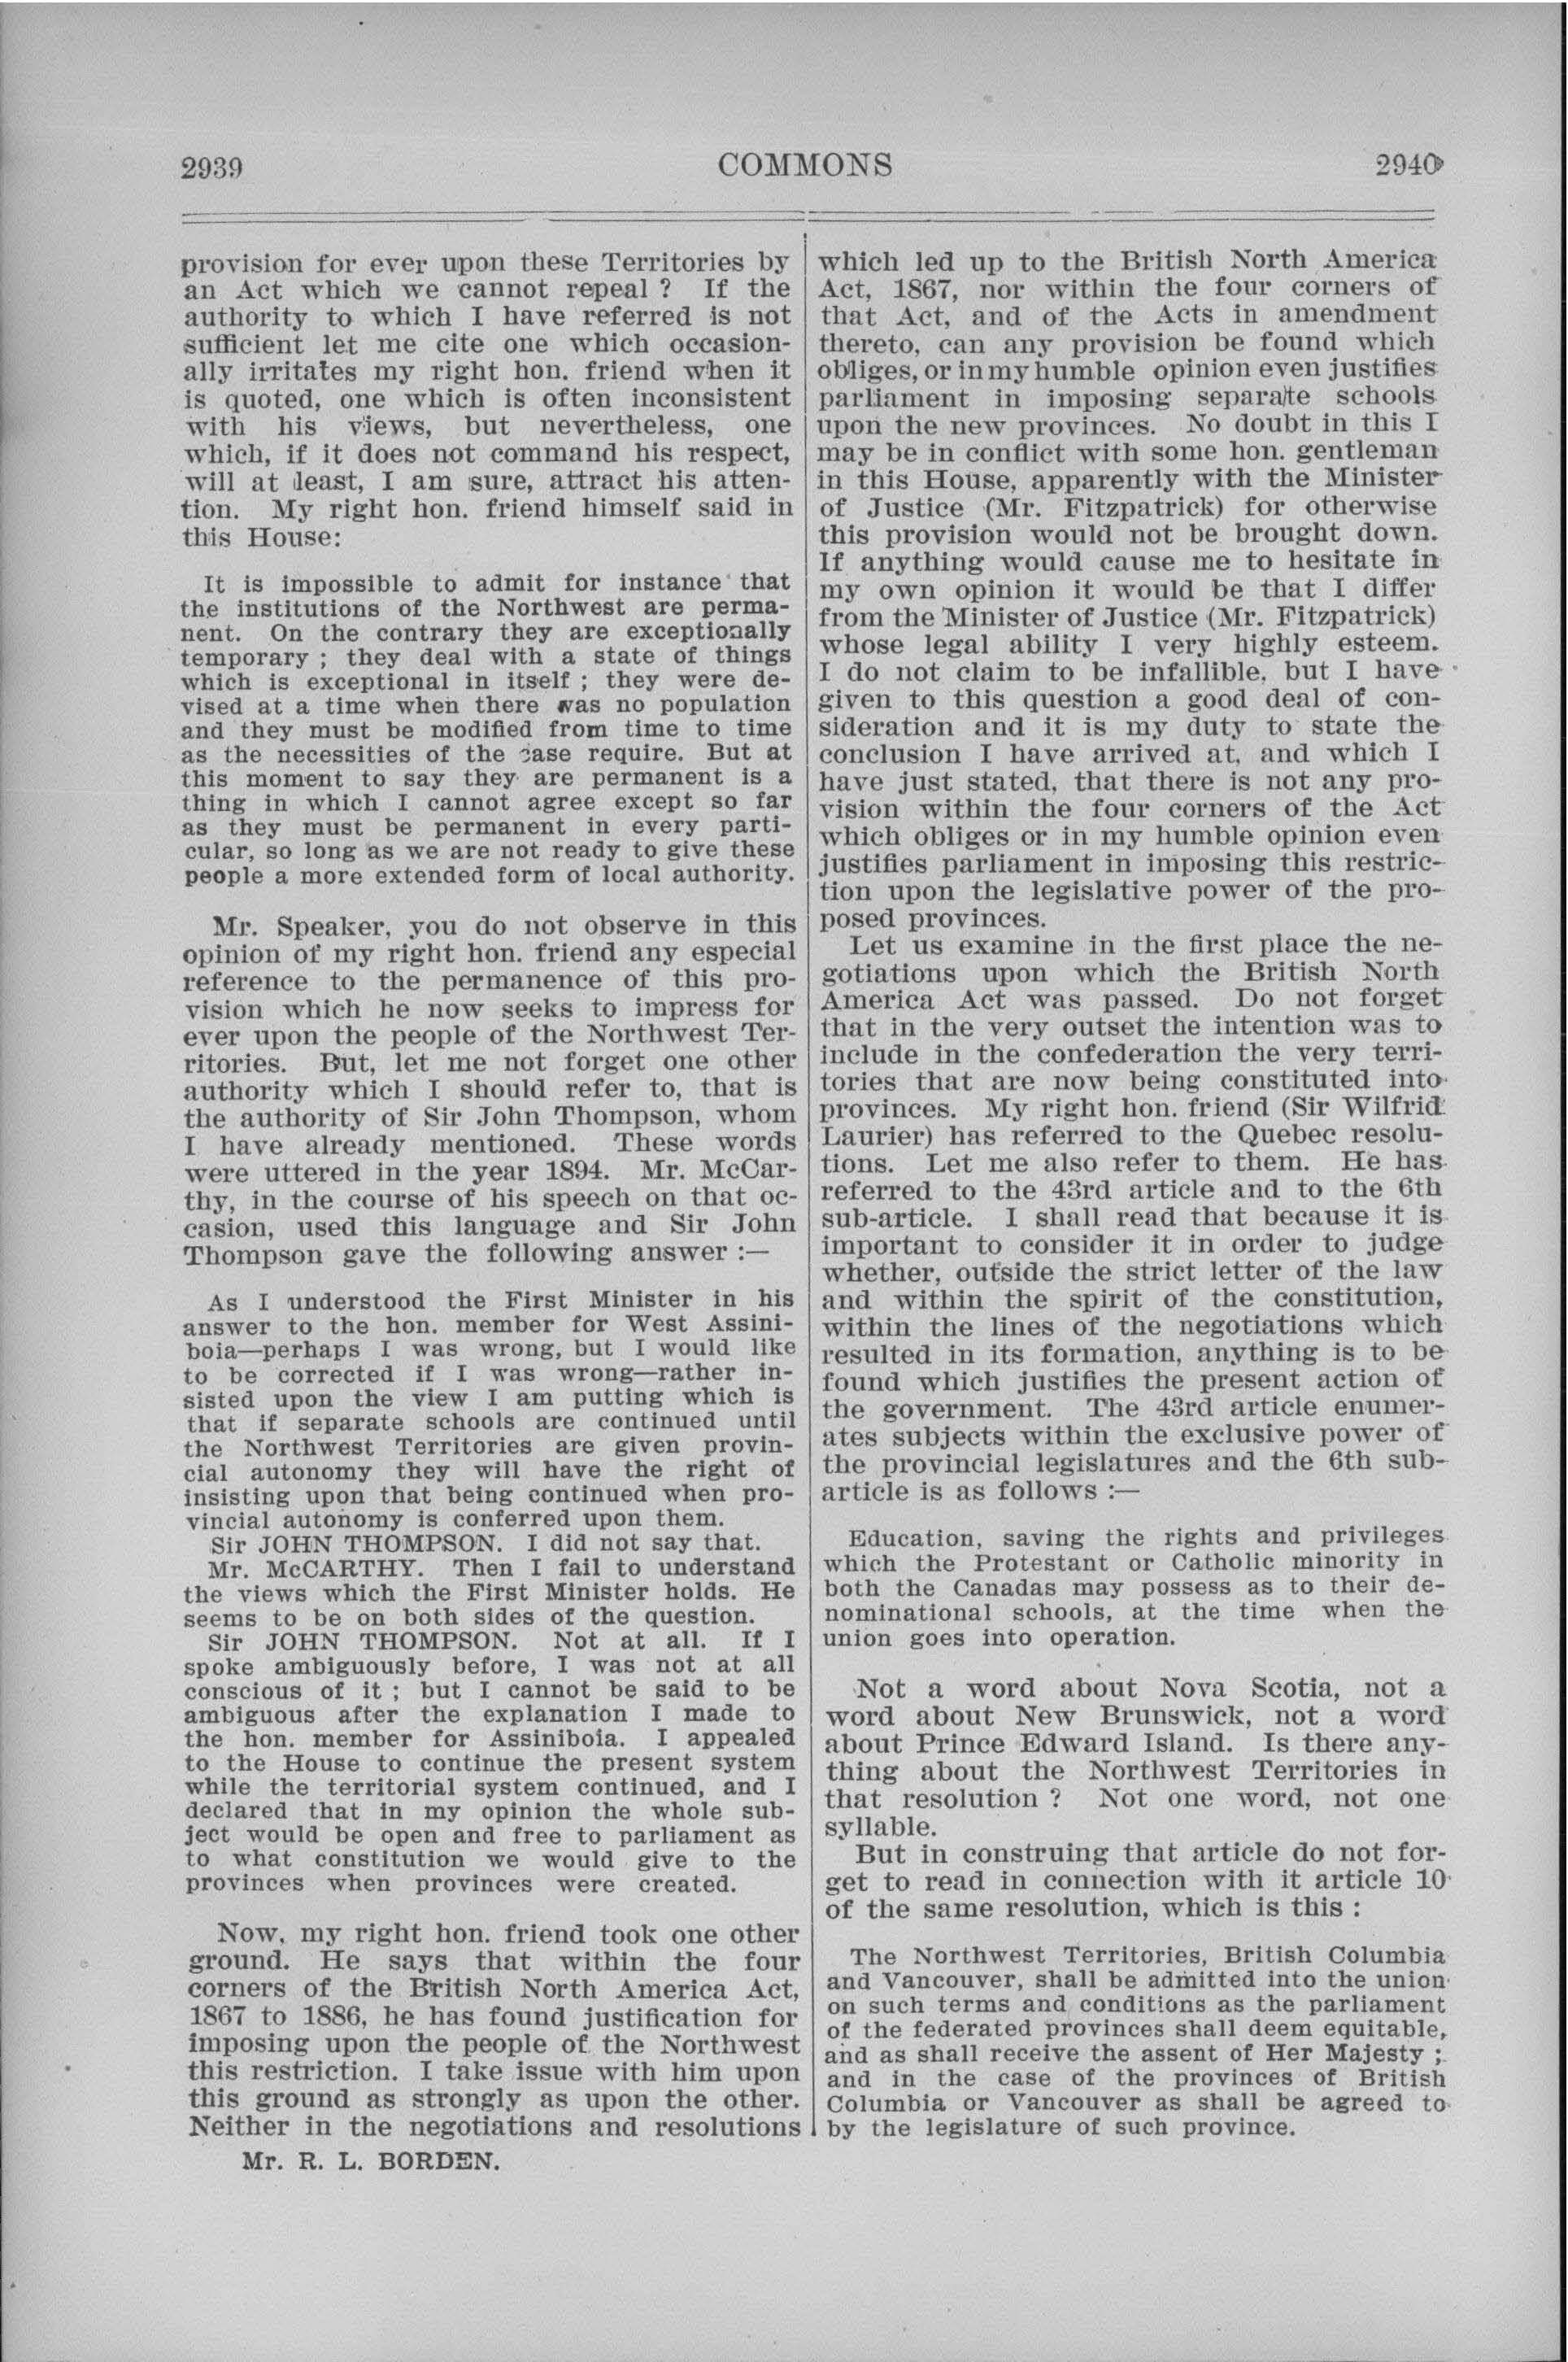 2939
COMMONS
2940
provision for ever upon these Territories by
an Act which we cannot repeal ? If the
authority to which I have referred is not
sufficient let me cite one which occasion-
ally irritates my right hon. friend when it
is quoted, one which is often inconsistent
with his views, but nevertheless, one
which, if it does not command his respect,
will at least, I am sure, attract his atten-
tion. My right hon. friend himself said in
this House:
It is impossible to admit for instance that
the institutions of the Northwest are perma-
nent. On the contrary they are exceptionally
temporary ; they deal with a state of things
which is exceptional in itself ; they were de-
vised at a time when there was no population
and they must be modified from time to time
as the necessities of the case require. But at
this moment to say they are permanent is a
thing in which I cannot agree except so far
as they must be permanent in every parti-
cular, so long as we are not ready to give these
people a more extended form of local authority.
Mr. Speaker, you do not observe in this
opinion of my right hon. friend any especial
reference to the permanence of this pro-
vision which he now seeks to impress for
ever upon the people of the Northwest Ter-
ritories. But, let me not forget one other
authority which I should refer to, that is
the authority of Sir John Thompson, whom
I have already mentioned. These words
were uttered in the year 1894. Mr. McCar-
thy, in the course of his speech on that oc-
casion, used this language and Sir John
Thompson gave the following answer :—
As I understood the First Minister in his
answer to the hon. member for West Assini-
boia—perhaps I was wrong, but I would like
to be corrected if I was wrong—rather in-
sisted upon the view I am putting which is
that if separate schools are continued until
the Northwest Territories are given provin-
cial autonomy they will have the right of
insisting upon that being continued when pro-
vincial autonomy is conferred upon them.
Sir JOHN THOMPSON. I did not say that.
Mr. McCARTHY. Then I fail to understand
the views which the First Minister holds. He
seems to be on both sides of the question.
Sir JOHN THOMPSON. Not at all. If I
spoke ambiguously before, I was not at all
conscious of it ; but I cannot be said to be
ambiguous after the explanation I made to
the hon. member for Assiniboia. I appealed
to the House to continue the present system
while the territorial system continued, and I
declared that in my opinion the whole sub-
ject would be open and free to parliament as
to what constitution we would give to the
provinces when provinces were created.
Now, my right hon. friend took one other
ground. He says that within the four
corners of the British North America Act,
1867 to 1886, he has found justification for
imposing upon the people of the Northwest
this restriction. I take issue with him upon
this ground as strongly as upon the other.
Neither in the negotiations and resolutions
Mr. R. L. BORDEN.
which led up to the British North America
Act, 1867, nor within the four corners of
that Act, and of the Acts in amendment
thereto, can any provision be found which
obliges, or in my humble opinion even justifies
parliament in imposing separate schools
upon the new provinces. No doubt in this I
may be in conflict with some hon. gentleman
in this House, apparently with the Minister
of Justice (Mr. Fitzpatrick) for otherwise
this provision would not be brought down.
If anything would cause me to hesitate in
my own opinion it would be that I differ
from the Minister of Justice (Mr. Fitzpatrick)
whose legal ability I very highly esteem.
I do not claim to be infallible, but I have
given to this question a good deal of con-
sideration and it is my duty to state the
conclusion I have arrived at, and which I
have just stated, that there is not any pro-
vision within the four corners of the Act
which obliges or in my humble opinion even
justifies parliament in imposing this restric-
tion upon the legislative power of the pro-
posed provinces.
Let us examine in the first place the ne-
gotiations upon which the British North
America Act was passed. Do not forget
that in the very outset the intention was to
include in the confederation the very terri-
tories that are now being constituted into
provinces. My right hon. friend (Sir Wilfrid
Laurier) has referred to the Quebec resolu-
tions. Let me also refer to them. He has
referred to the 43rd article and to the 6th
sub-article. I shall read that because it is
important to consider it in order to judge
whether, outside the strict letter of the law
and within the spirit of the constitution,
within the lines of the negotiations which
resulted in its formation, anything is to be
found which justifies the present action of
the government. The 43rd article enumer-
ates subjects within the exclusive power of
the provincial legislatures and the 6th sub-
article is as follows :—
Education, saving the rights and privileges
which the Protestant or Catholic minority in
both the Canadas may possess as to their de-
nominational schools, at the time when the
union goes into operation.
Not a word about Nova Scotia, not a
word about New Brunswick, not a word
about Prince Edward Island. Is there any-
thing about the Northwest Territories in
that resolution ? Not one word, not one
syllable.
But in construing that article do not for-
get to read in connection with it article 10
of the same resolution, which is this :
The Northwest Territories, British Columbia
and Vancouver, shall be admitted into the union
on such terms and conditions as the parliament
of the federated provinces shall deem equitable,
and as shall receive the assent of Her Majesty ;
and in the case of the provinces of British
Columbia or Vancouver as shall be agreed to
by the legislature of such province.